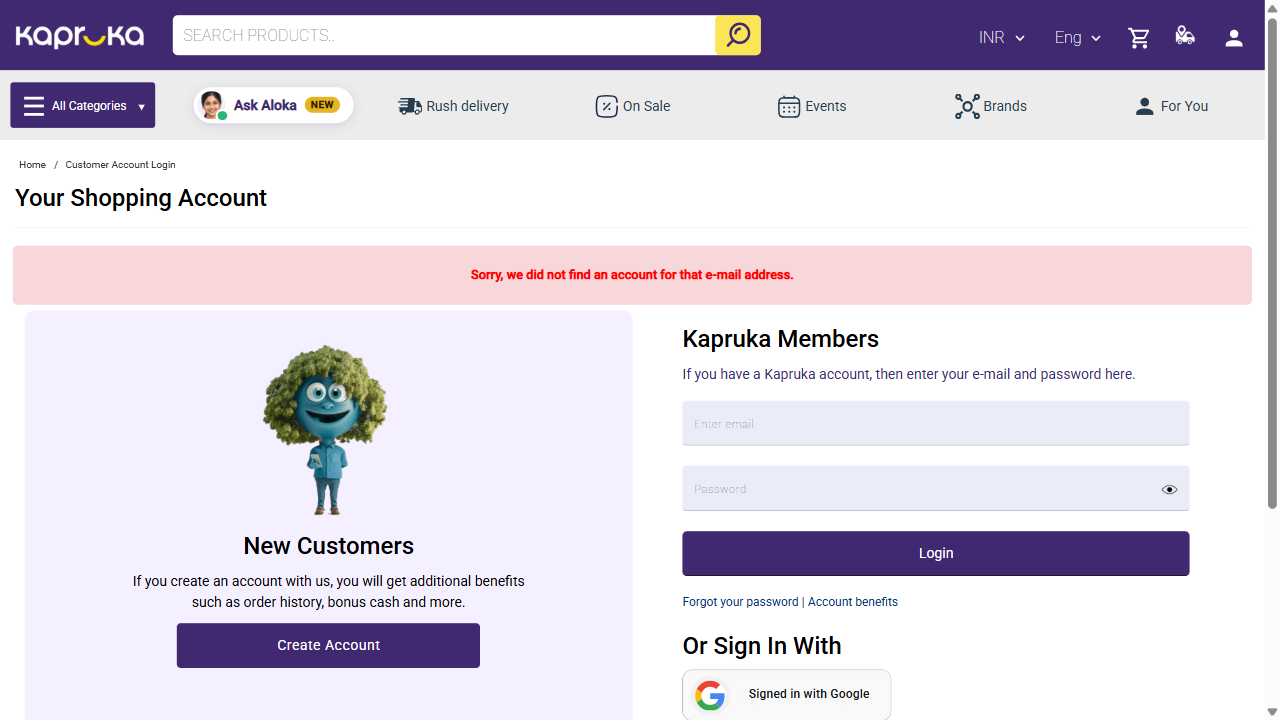 Kapruka
SEARCH PRODUCTS..
INR
Eng
All Categories ▾
Ask Aloka NEW
Rush delivery
On Sale
Events
Brands
For You
Home / Customer Account Login
Your Shopping Account
Sorry, we did not find an account for that e-mail address.
Kapruka Members
If you have a Kapruka account, then enter your e-mail and password here.
Enter email
Password
Login
Forgot your password | Account benefits
Or Sign In With
Signed in with Google
New Customers
If you create an account with us, you will get additional benefits
such as order history, bonus cash and more.
Create Account